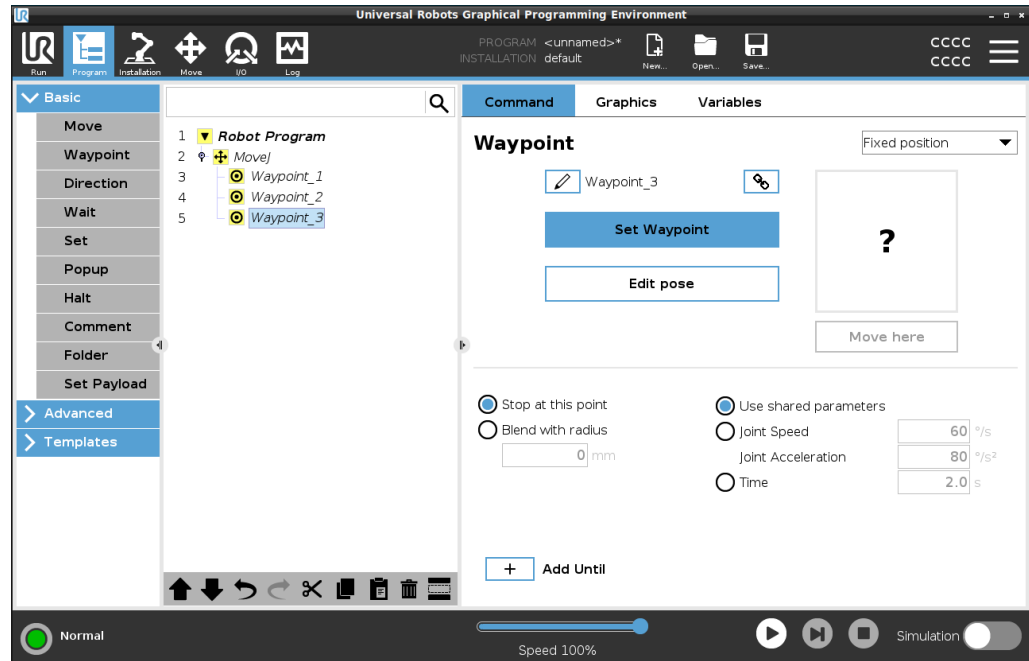 UR Universal Robots Graphical Programming Environment
UR
Run Program Installation Move I/O Log
PROGRAM <unnamed>*
INSTALLATION default
New... Open... Save...
CCCC
CCCC
Basic
Move
Waypoint
Direction
Wait
Set
Popup
Halt
Comment
Folder
Set Payload
Advanced
Templates
1 Robot Program
2 MoveJ
3 Waypoint_1
4 Waypoint_2
5 Waypoint_3
Command Graphics Variables
Waypoint
Fixed position
Waypoint_3
Set Waypoint
?
Edit pose
Move here
Stop at this point
Blend with radius
0 mm
Use shared parameters
Joint Speed 60 °/s
Joint Acceleration 80 °/s²
Time 2.0 s
+ Add Until
Normal
Speed 100%
Simulation